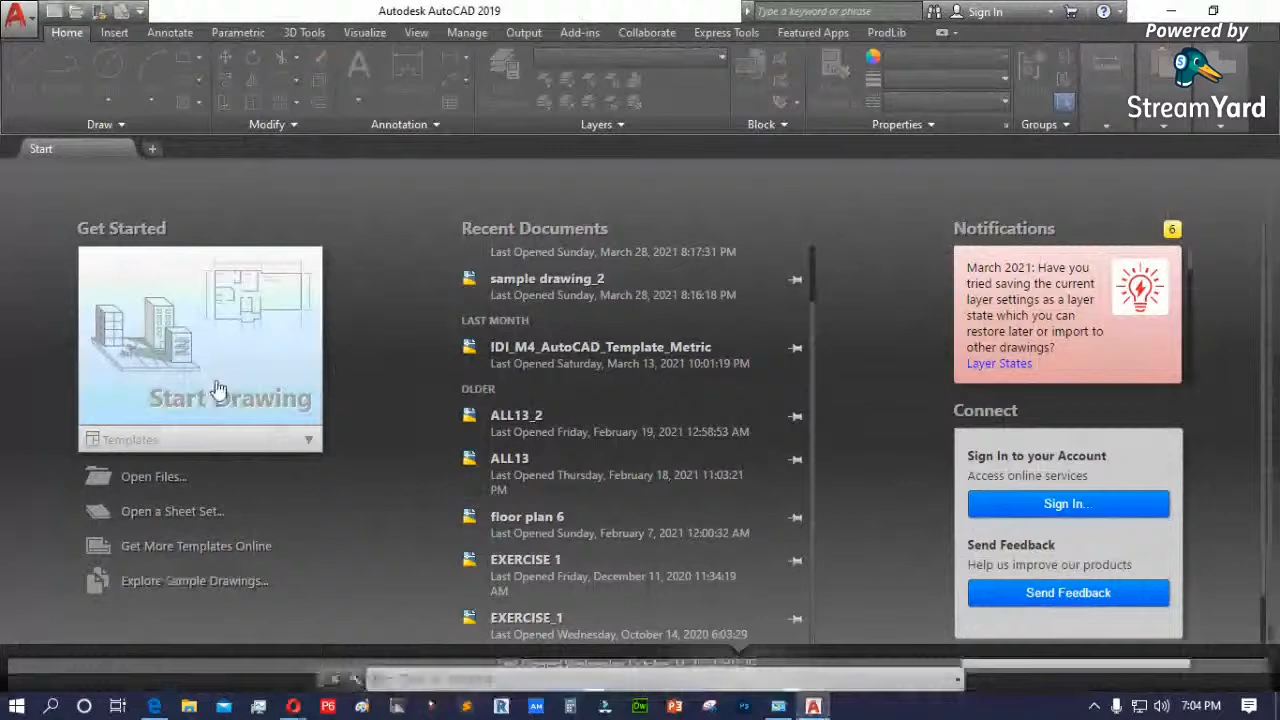 Autodesk AutoCAD 2019
Type a keyword or phrase
Sign In
Home Insert Annotate Parametric 3D Tools Visualize View Manage Output Add-ins Collaborate Express Tools Featured Apps ProdLib
Powered by
StreamYard
Draw Modify Annotation Layers Block Properties Groups
Start
Get Started
Start Drawing
Templates
Open Files...
Open a Sheet Set...
Get More Templates Online
Explore Sample Drawings...
Recent Documents
Last Opened Sunday, March 28, 2021 8:17:31 PM
sample drawing_2
Last Opened Sunday, March 28, 2021 8:16:18 PM
LAST MONTH
IDI_M4_AutoCAD_Template_Metric
Last Opened Saturday, March 13, 2021 10:01:19 PM
OLDER
ALL13_2
Last Opened Friday, February 19, 2021 12:58:53 AM
ALL13
Last Opened Thursday, February 18, 2021 11:03:21
PM
floor plan 6
Last Opened Sunday, February 7, 2021 12:00:32 AM
EXERCISE 1
Last Opened Friday, December 11, 2020 11:34:19
AM
EXERCISE_1
Last Opened Wednesday, October 14, 2020 6:03:29
Notifications
6
March 2021: Have you
tried saving the current
layer settings as a layer
state which you can
restore later or import to
other drawings?
Layer States
Connect
Sign In to your Account
Access online services
Sign In...
Send Feedback
Help us improve our products
Send Feedback
7:04 PM